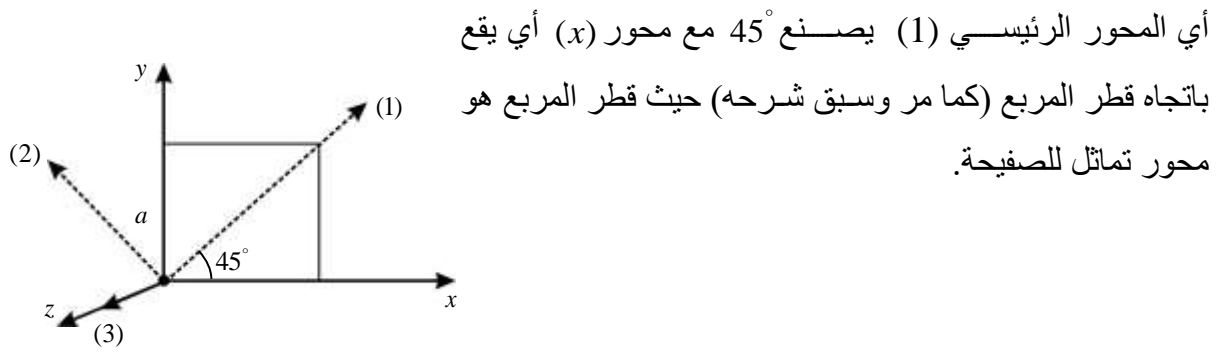 أي المحور الرئيسي (1) يصنع 45° مع محور (x) أي يقع
باتجاه قطر المربع (كما مر وسبق شرحه) حيث قطر المربع هو
محور تماثل للصفيحة.
y
(1)
(2)
a
45°
x
z
(3)